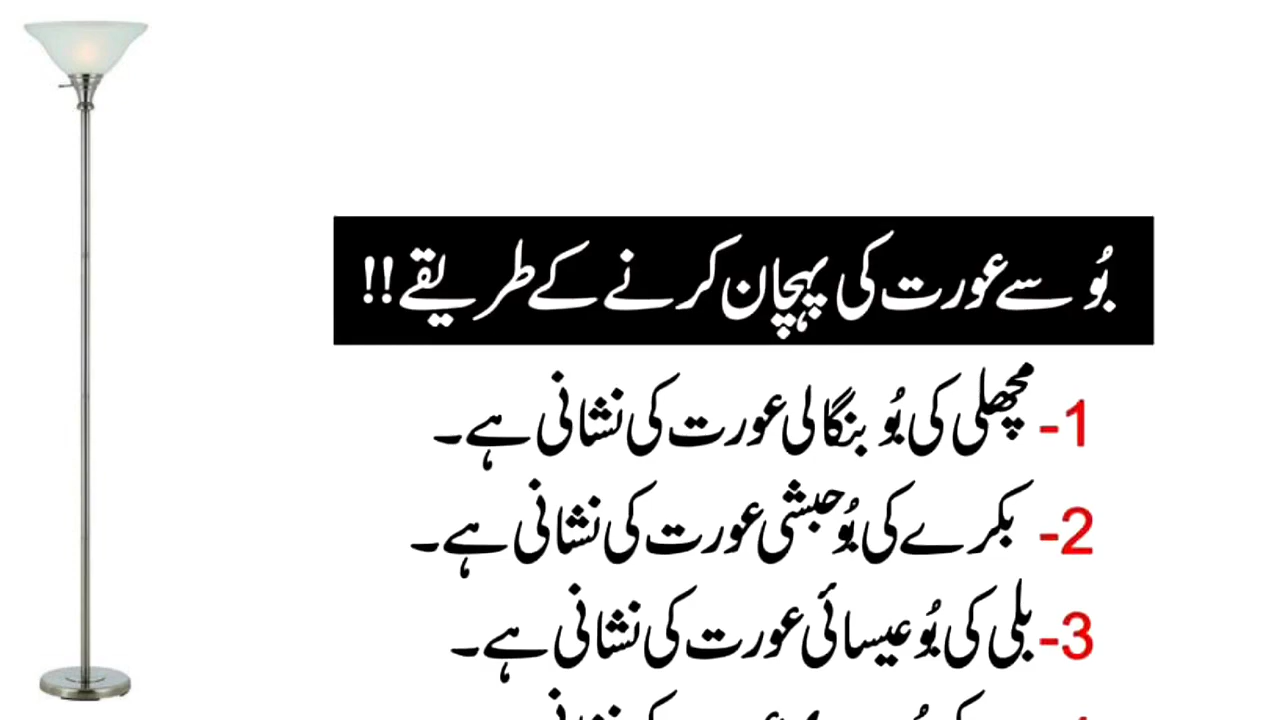 بُو سے عورت کی پہچان کرنے کے طریقے !!
1- مچھلی کی بُو بنگالی عورت کی نشانی ہے۔
2- بکرے کی بُو حبشی عورت کی نشانی ہے۔
3- بلی کی بُو عیسائی عورت کی نشانی ہے۔